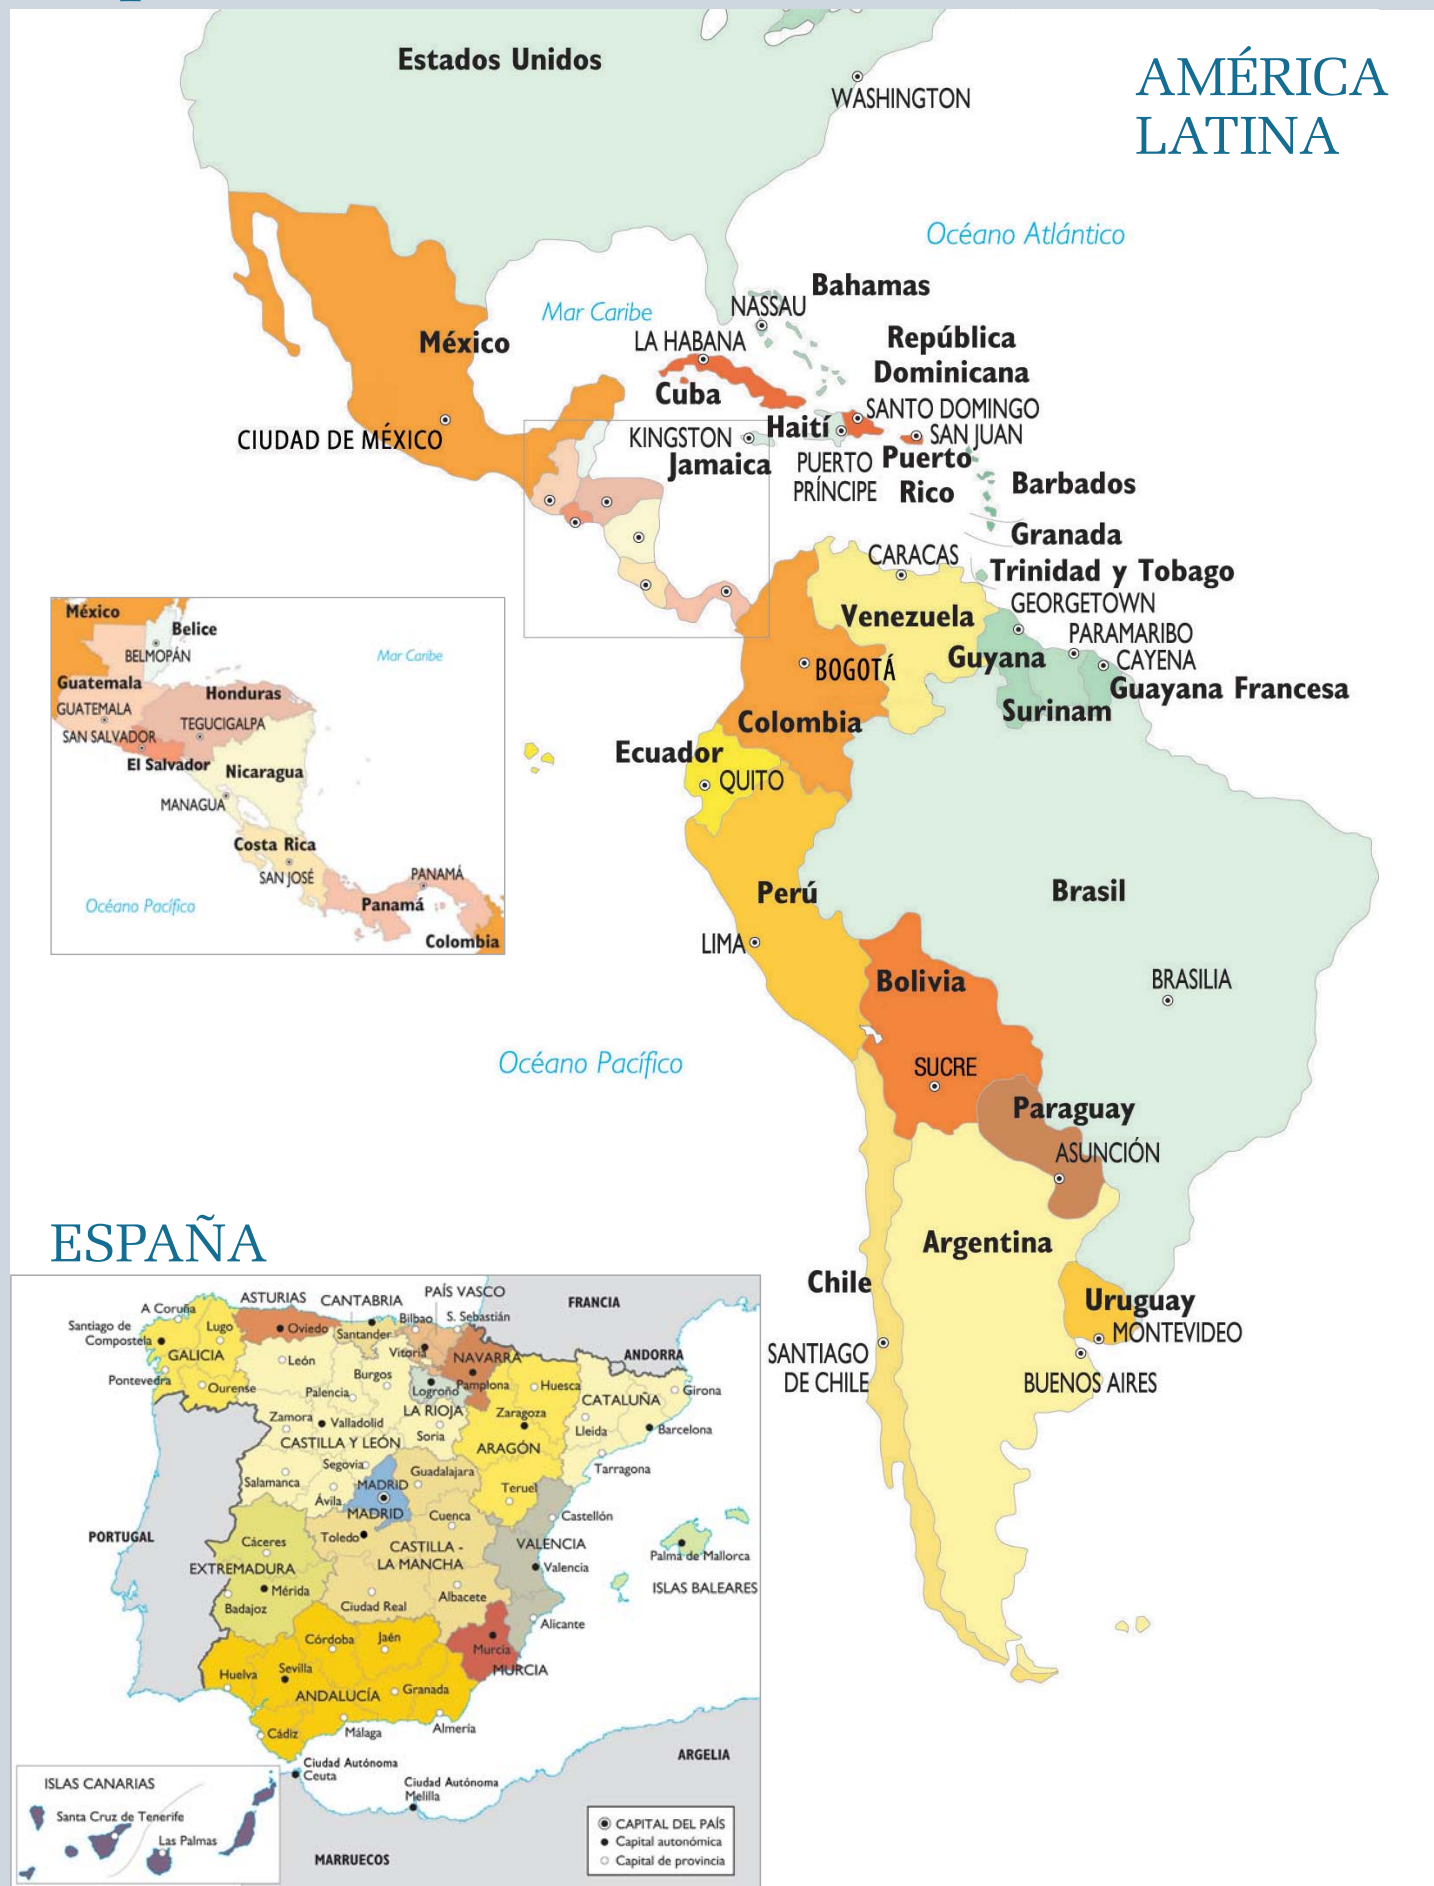 AMÉRICA
LATINA
Estados Unidos
WASHINGTON
Océano Atlántico
Bahamas
NASSAU
Mar Caribe
LA HABANA
República
Dominicana
México
Cuba
SANTO DOMINGO
CIUDAD DE MÉXICO
KINGSTON
Haití
SAN JUAN
Jamaica
PUERTO
PRÍNCIPE
Puerto
Rico
Barbados
Granada
CARACAS
Trinidad y Tobago
GEORGETOWN
Venezuela
PARAMARIBO
Guyana
CAYENA
BOGOTÁ
Guayana Francesa
Surinam
Colombia
Ecuador
QUITO
Perú
Brasil
LIMA
Bolivia
BRASILIA
Océano Pacífico
SUCRE
Paraguay
ASUNCIÓN
Argentina
Chile
Uruguay
MONTEVIDEO
SANTIAGO
DE CHILE
BUENOS AIRES
México
Belice
BELMOPÁN
Mar Caribe
Guatemala
Honduras
GUATEMALA
TEGUCIGALPA
SAN SALVADOR
El Salvador
Nicaragua
MANAGUA
Costa Rica
SAN JOSÉ
PANAMÁ
Océano Pacífico
Panamá
Colombia
ESPAÑA
ASTURIAS
CANTABRIA
PAÍS VASCO
FRANCIA
A Coruña
Santiago de
Compostela
Lugo
Oviedo
Santander
Bilbao
S. Sebastián
GALICIA
Vitoria
NAVARRA
ANDORRA
León
Pontevedra
Ourense
Burgos
Palencia
Logroño
Pamplona
Huesca
Girona
CATALUÑA
LA RIOJA
Zamora
Valladolid
Zaragoza
Lleida
Barcelona
CASTILLA Y LEÓN
Soria
ARAGÓN
Tarragona
Segovia
Guadalajara
Salamanca
MADRID
Teruel
Ávila
MADRID
Cuenca
Castellón
PORTUGAL
Toledo
Cáceres
CASTILLA -
LA MANCHA
VALENCIA
Valencia
Palma de Mallorca
EXTREMADURA
ISLAS BALEARES
Mérida
Albacete
Badajoz
Ciudad Real
Alicante
Córdoba
Jaén
Murcia
MURCIA
Huelva
Sevilla
ANDALUCÍA
Granada
Cádiz
Málaga
Almería
Ciudad Autónoma
Ceuta
Ciudad Autónoma
Melilla
ARGELIA
ISLAS CANARIAS
Santa Cruz de Tenerife
Las Palmas
MARRUECOS
CAPITAL DEL PAÍS
Capital autonómica
Capital de provincia